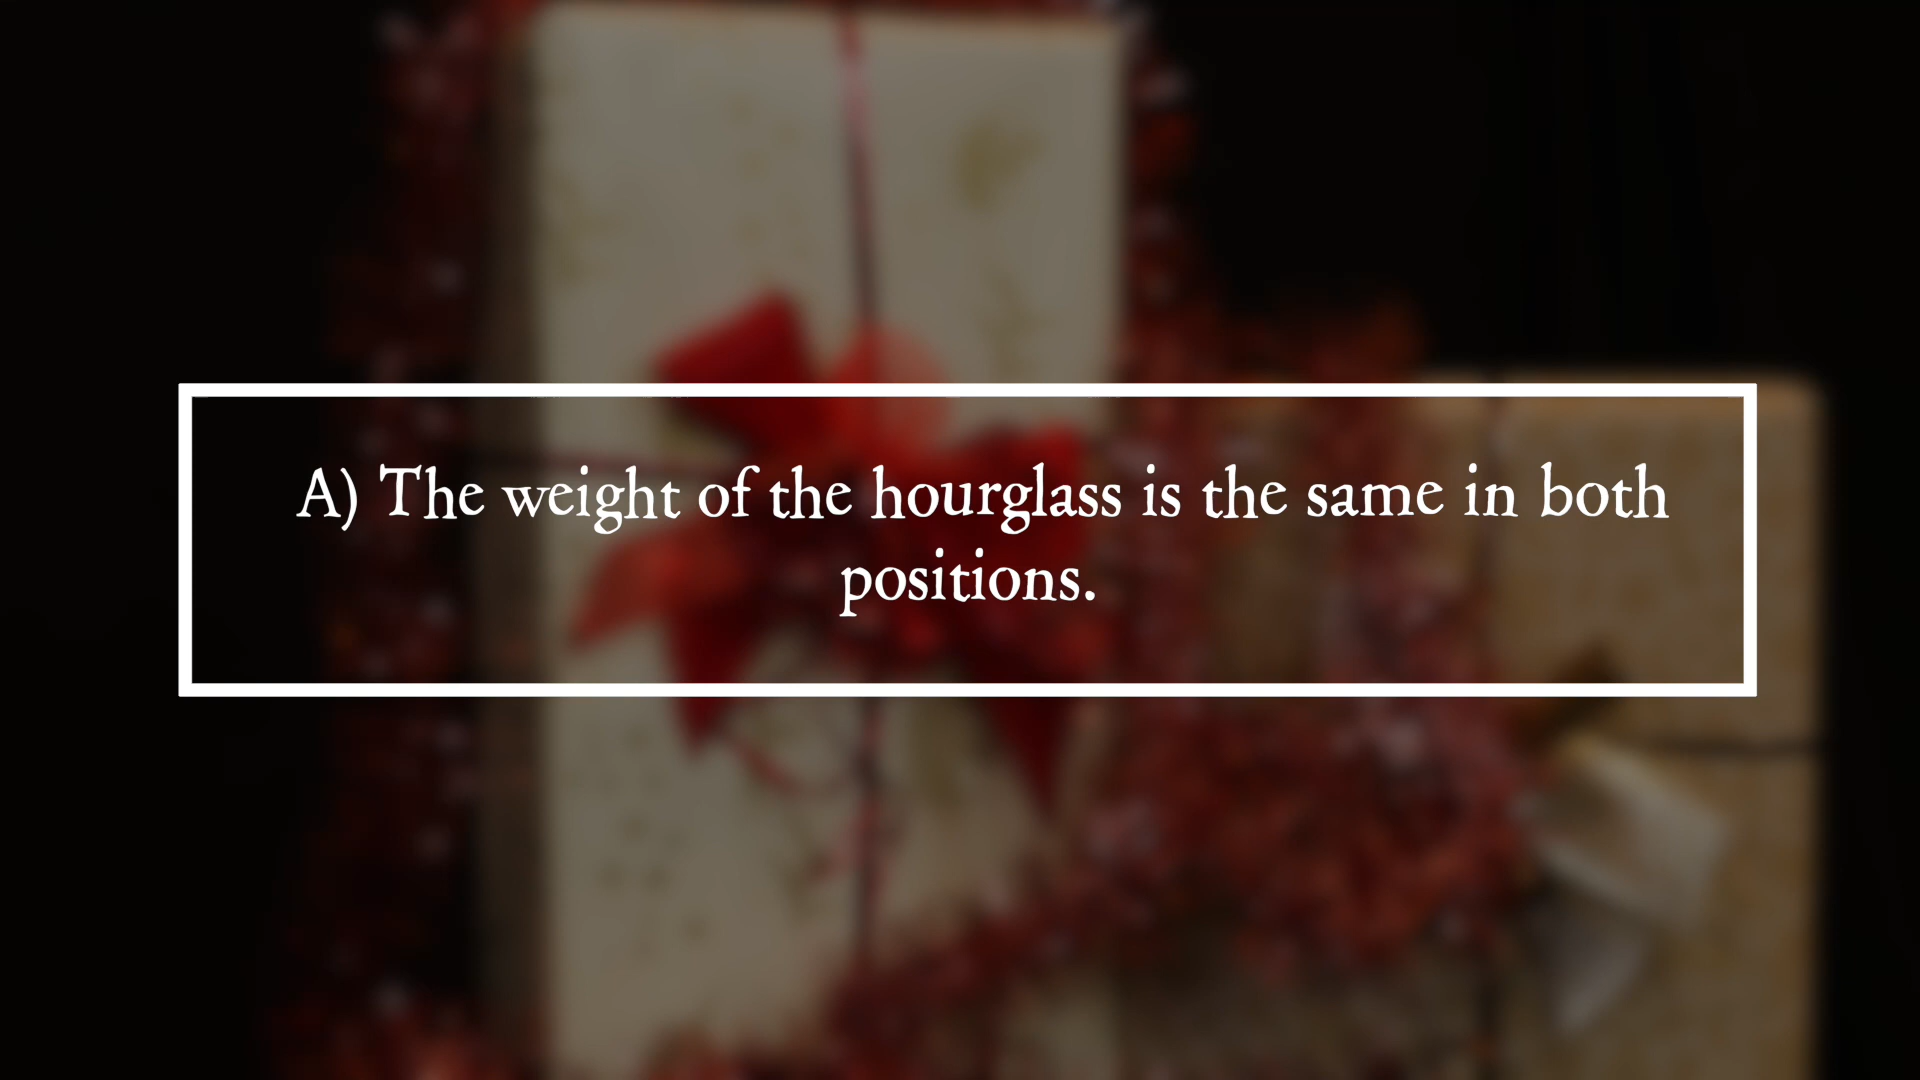 A) The weight of the hourglass is the same in both
positions.